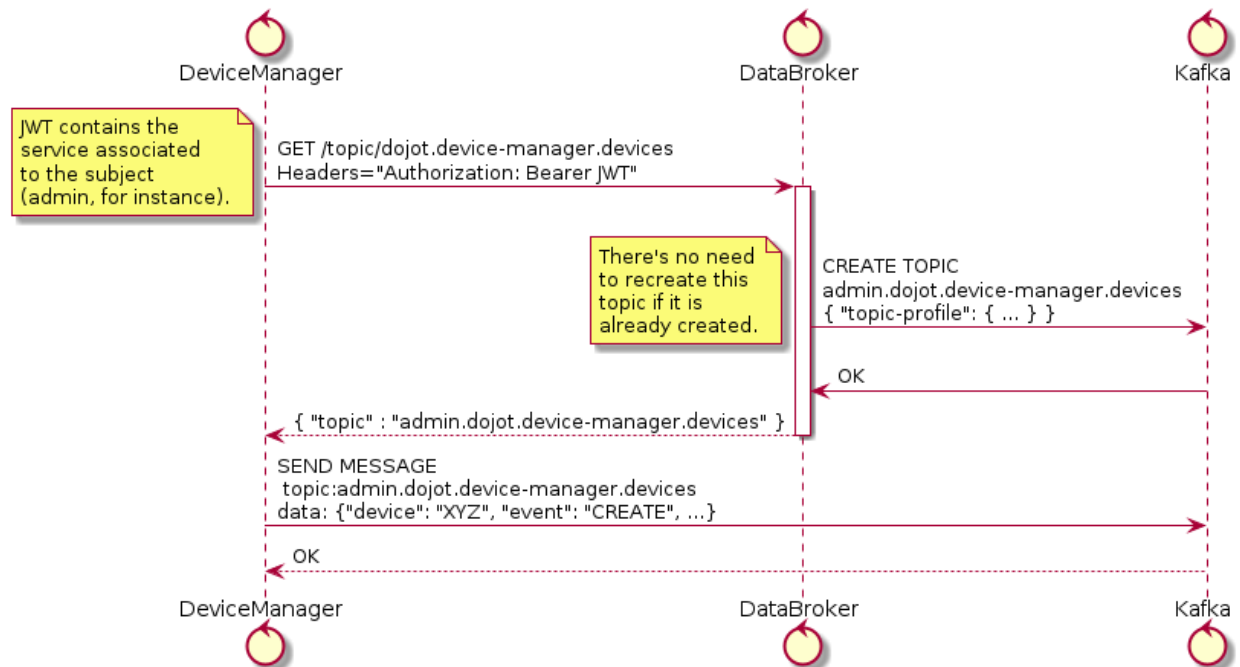 DeviceManager
DataBroker
Kafka
JWT contains the
service associated
to the subject
(admin, for instance).
GET /topic/dojot.device-manager.devices
Headers="Authorization: Bearer JWT"
There's no need
to recreate this
topic if it is
already created.
CREATE TOPIC
admin.dojot.device-manager.devices
{ "topic-profile": { ... } }
OK
{ "topic" : "admin.dojot.device-manager.devices" }
SEND MESSAGE
topic:admin.dojot.device-manager.devices
data: {"device": "XYZ", "event": "CREATE", ...}
OK
DeviceManager
DataBroker
Kafka